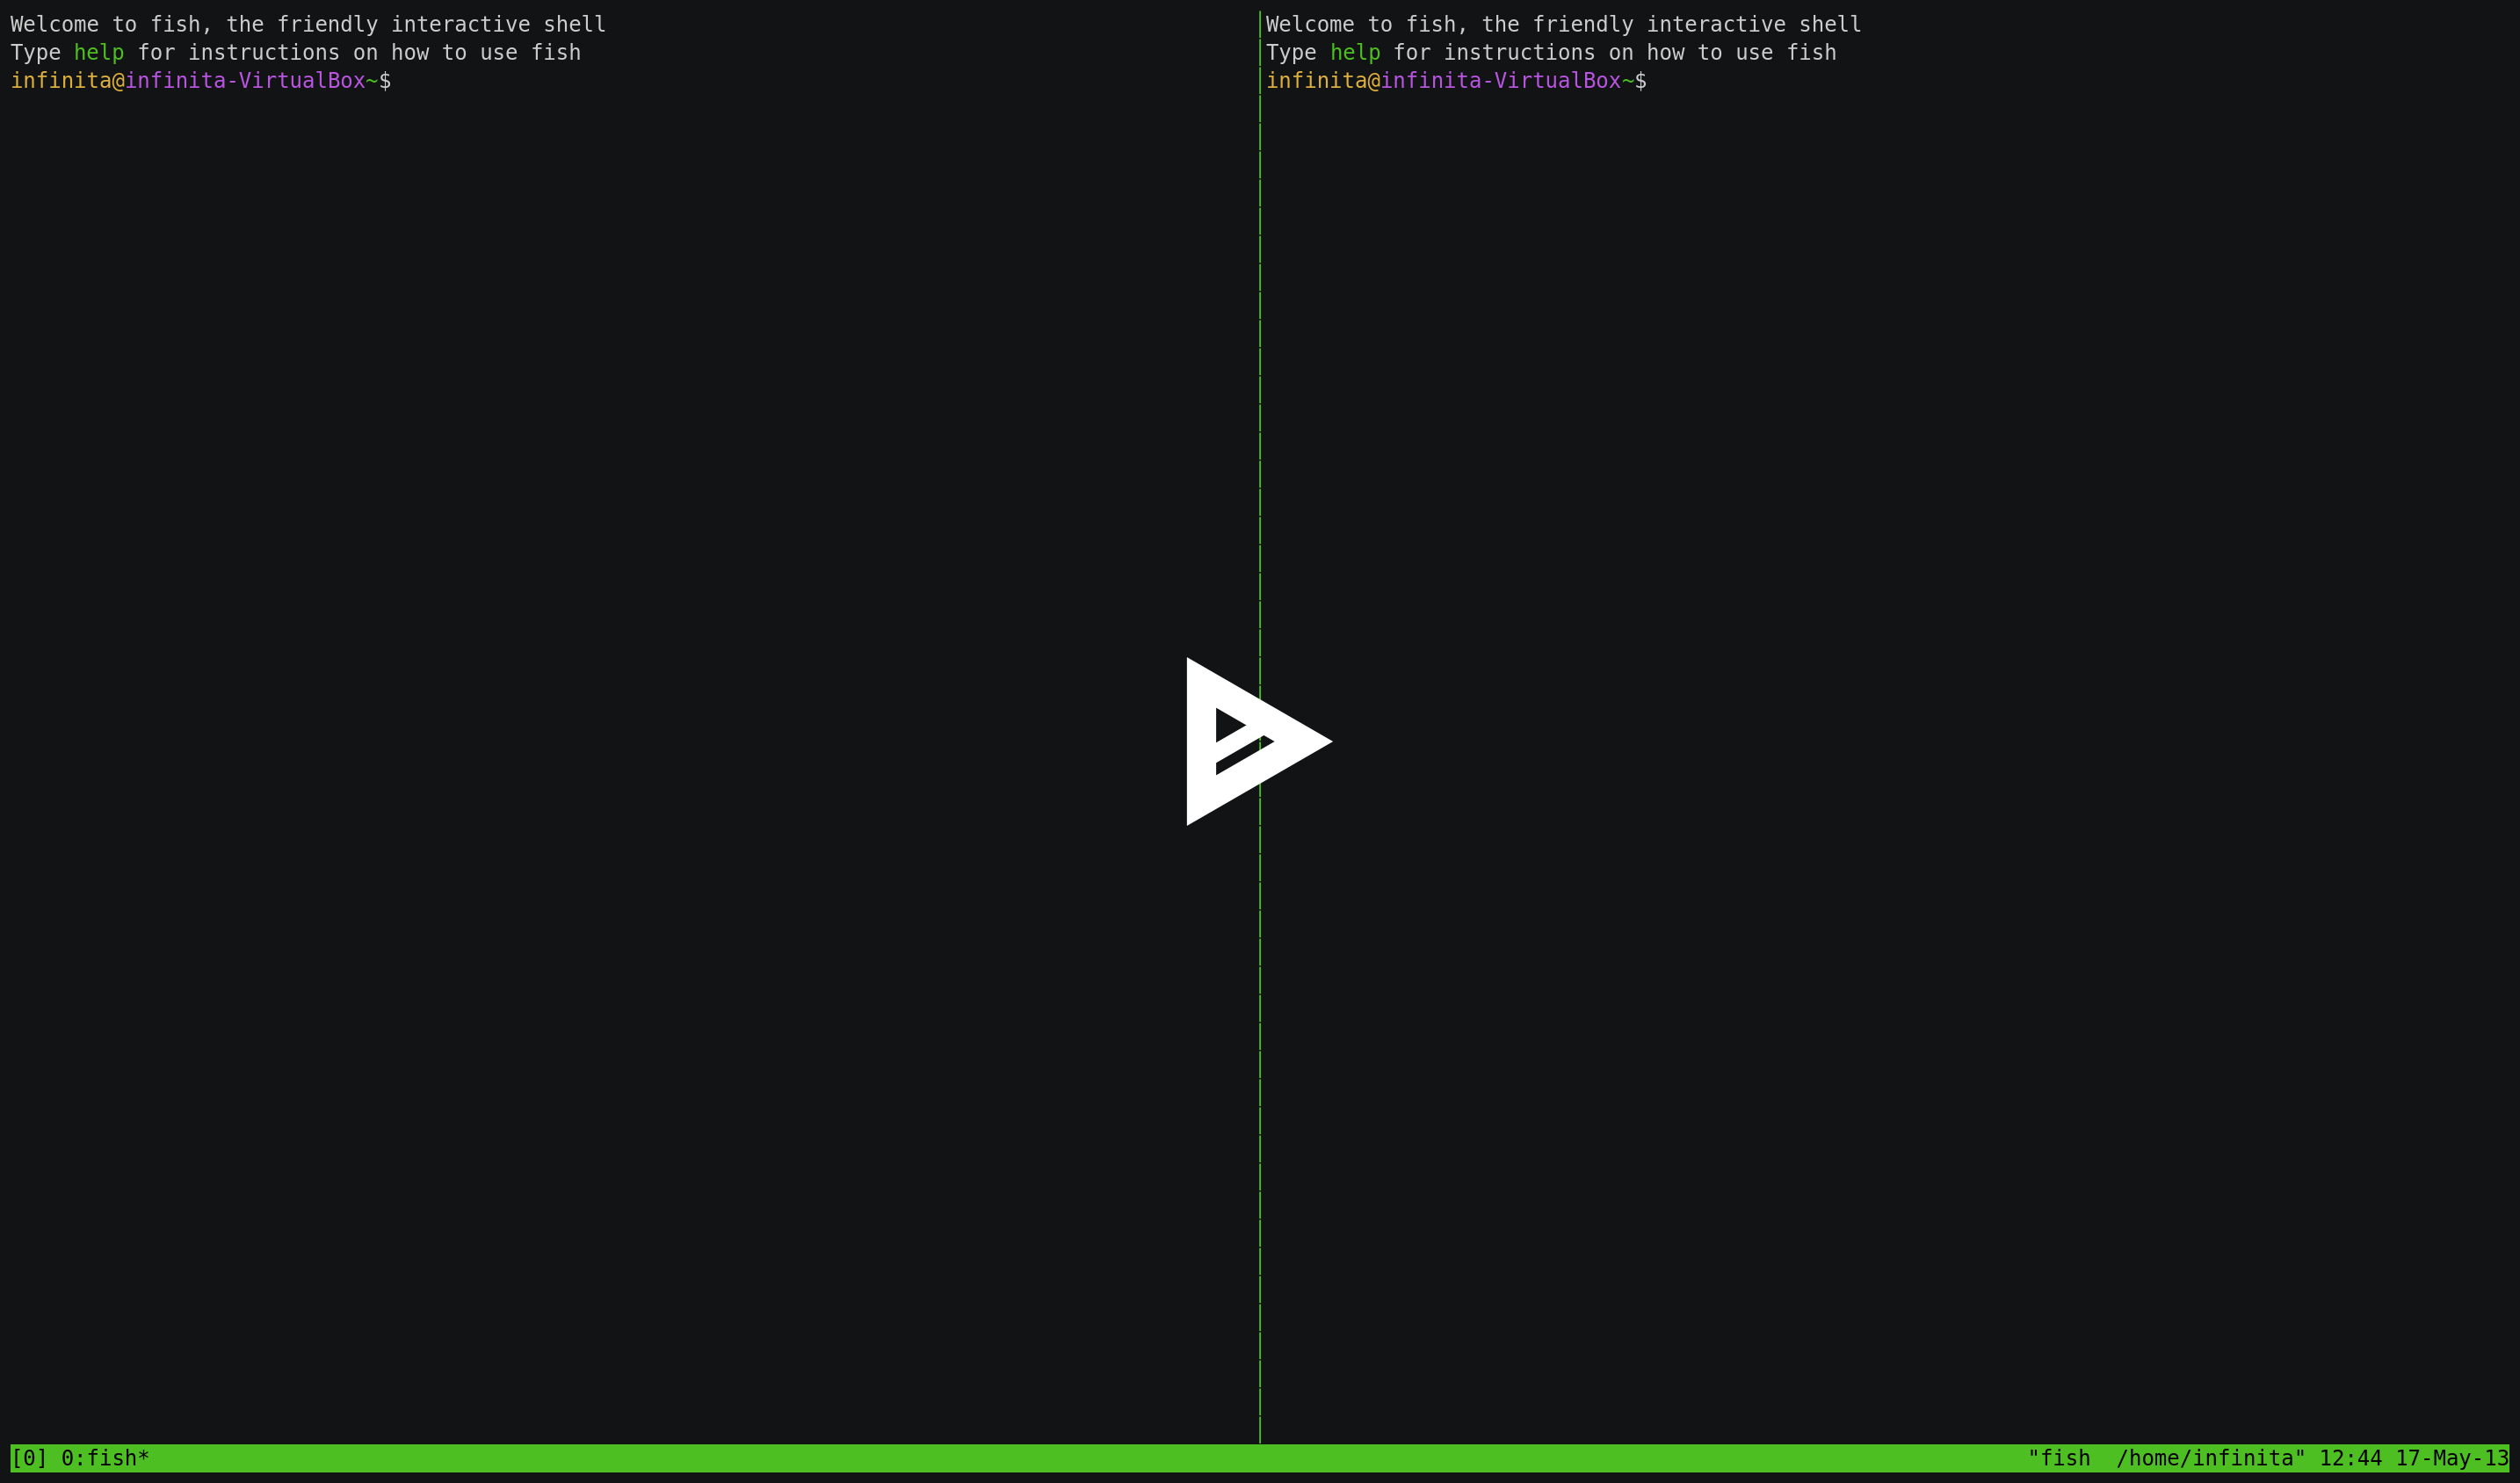 Welcome to fish, the friendly interactive shell
Type help for instructions on how to use fish
infinita@infinita-VirtualBox~$
Welcome to fish, the friendly interactive shell
Type help for instructions on how to use fish
infinita@infinita-VirtualBox~$
[0] 0:fish* "fish  /home/infinita" 12:44 17-May-13